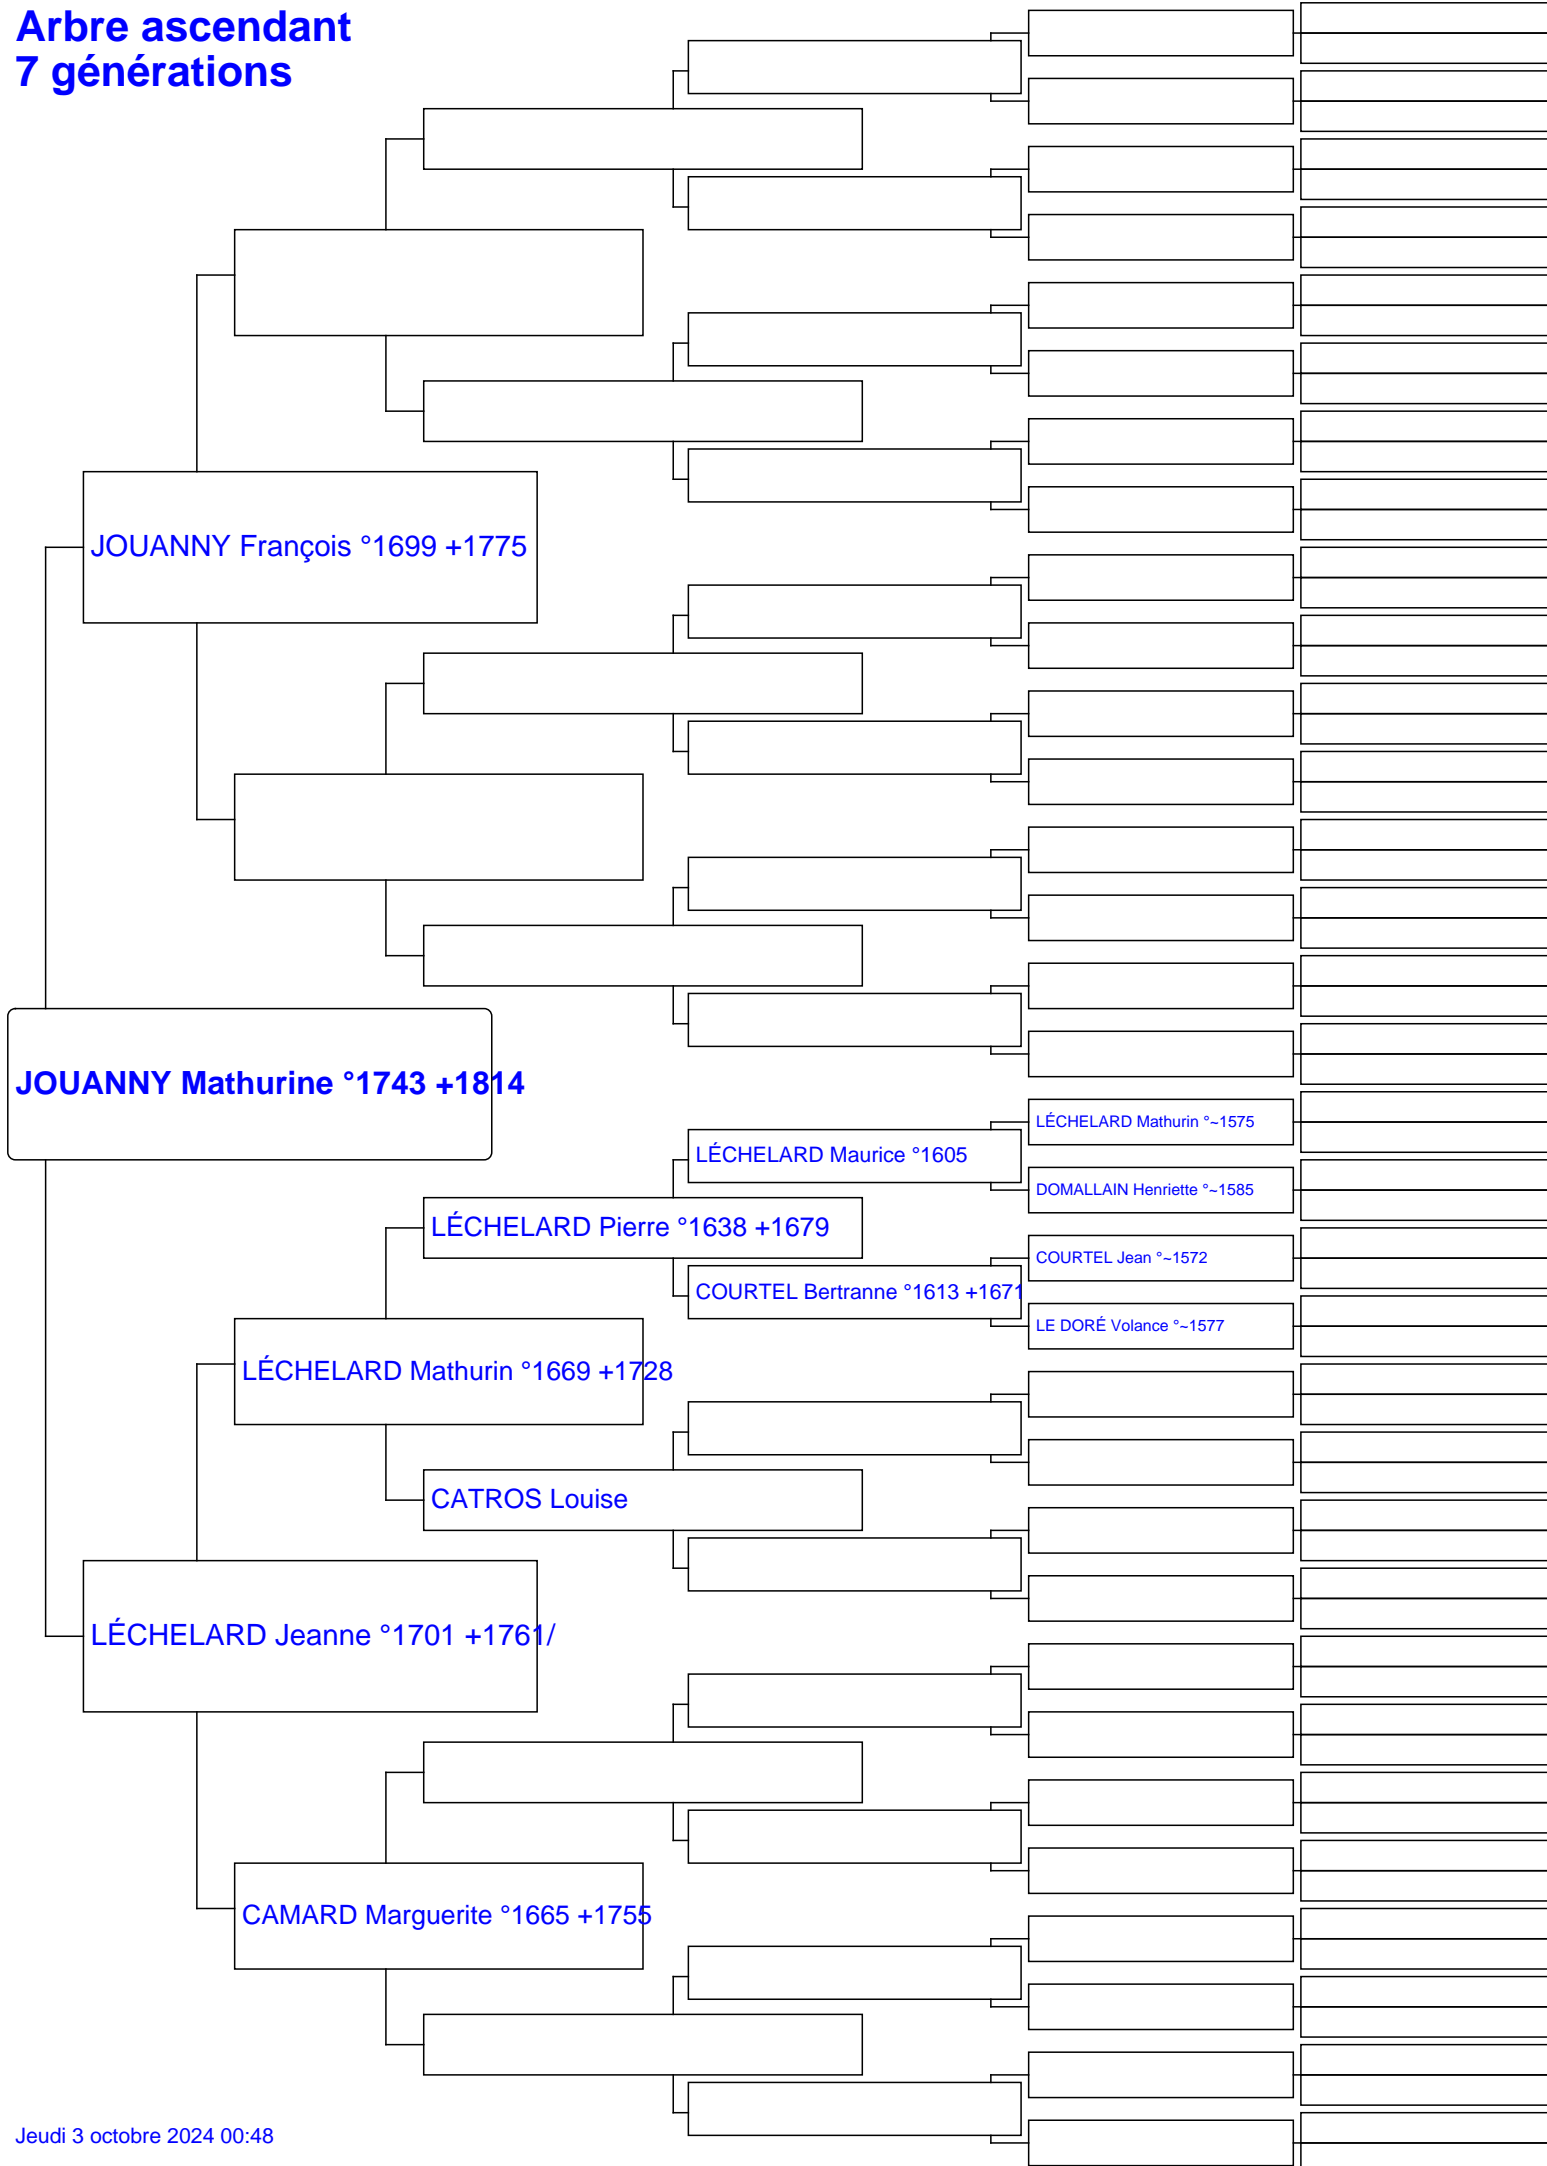 Arbre ascendant
7 générations
JOUANNY François °1699 +1775
JOUANNY Mathurine °1743 +1814
LÉCHELARD Mathurin °~1575
LÉCHELARD Maurice °1605
DOMALLAIN Henriette °~1585
LÉCHELARD Pierre °1638 +1679
COURTEL Jean °~1572
COURTEL Bertranne °1613 +1671
LE DORÉ Volance °~1577
LÉCHELARD Mathurin °1669 +1728
CATROS Louise
LÉCHELARD Jeanne °1701 +1761/
CAMARD Marguerite °1665 +1755
Jeudi 3 octobre 2024 00:48